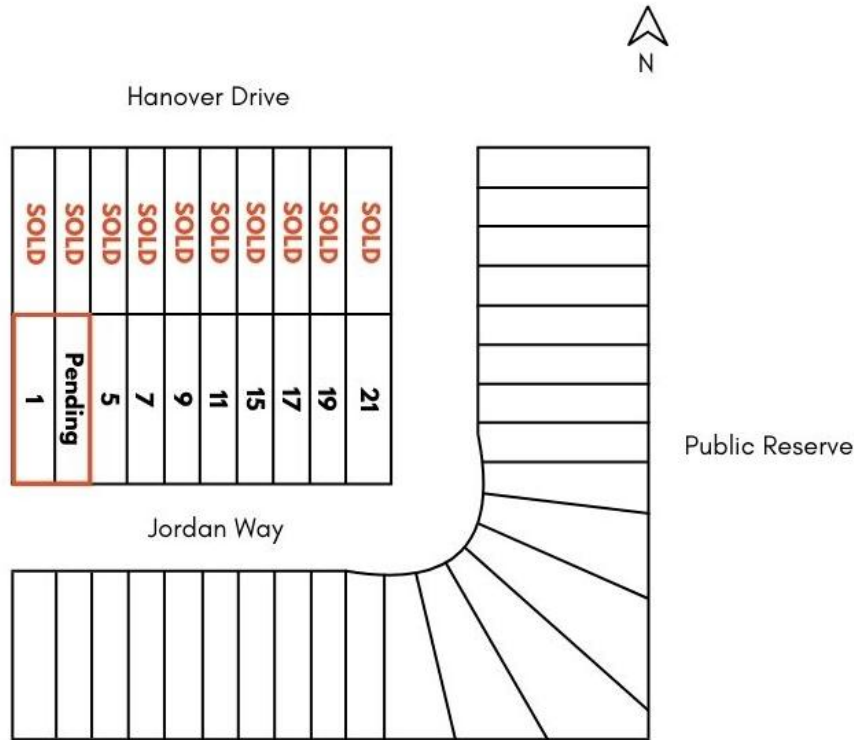 N
Hanover Drive
SOLD
SOLD
SOLD
SOLD
SOLD
SOLD
SOLD
SOLD
SOLD
SOLD
1
Pending
5
7
9
11
15
17
19
21
Public Reserve
Jordan Way